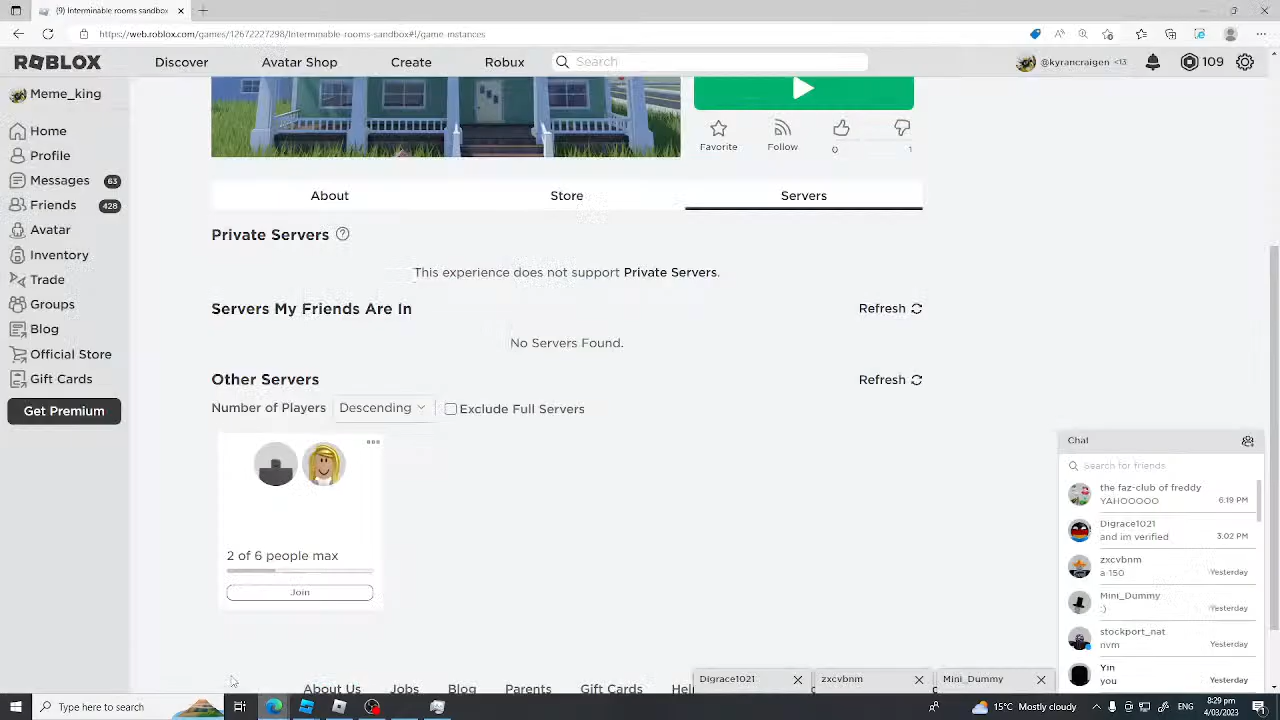 (9) Interminable rooms sandbox
https://web.roblox.com/games/12672227298/Interminable-rooms-sandbox#!/game-instances
ROBLOX
Discover
Avatar Shop
Create
Robux
Search
@kyrancraigen <13
109
Meme_king
Home
Profile
Messages 63
Friends 428
Avatar
Inventory
Trade
Groups
Blog
Official Store
Gift Cards
Get Premium
Favorite
Follow
0
1
About
Store
Servers
Private Servers
This experience does not support Private Servers.
Servers My Friends Are In
Refresh
No Servers Found.
Other Servers
Refresh
Number of Players
Descending
Exclude Full Servers
2 of 6 people max
Join
Chat
Search for friends
the faz-club of freddy
YAHOOOOO
6:19 PM
Digrace1021
and im verified
3:02 PM
zxcvbnm
a 150
Yesterday
Mini_Dummy
:)
Yesterday
stockport_nat
nvm
Yesterday
Yin
you
Yesterday
About Us
Jobs
Blog
Parents
Gift Cards
Hel
Digrace1021
zxcvbnm
Mini_Dummy
Type here to search
15°C Mostly cloudy
ENG
8:29 pm
4/03/2023